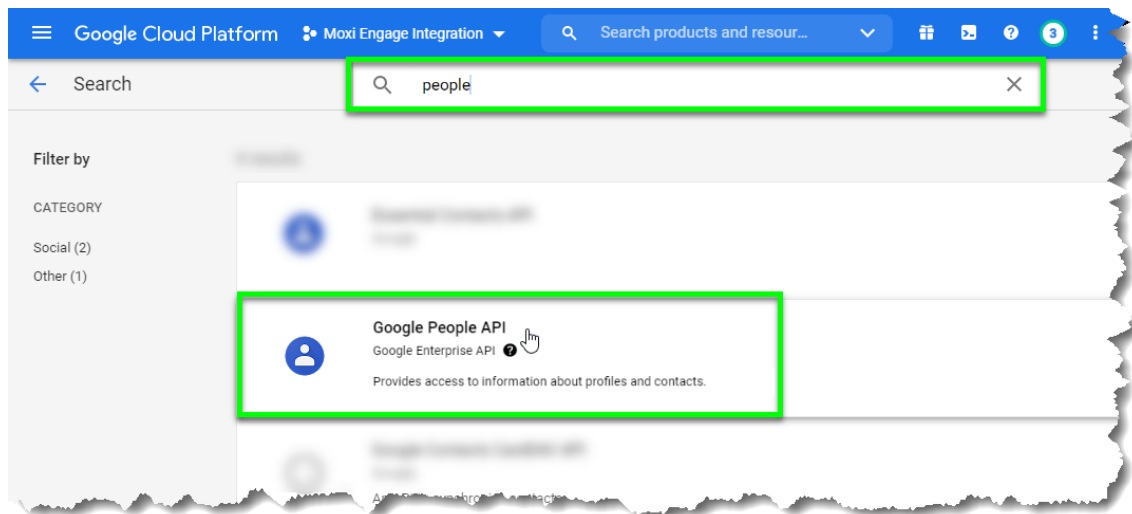 Google Cloud Platform
Moxi Engage Integration
Search products and resour...
3
Search
people
Filter by
CATEGORY
Social (2)
Other (1)
Google People API
Google Enterprise API
Provides access to information about profiles and contacts.